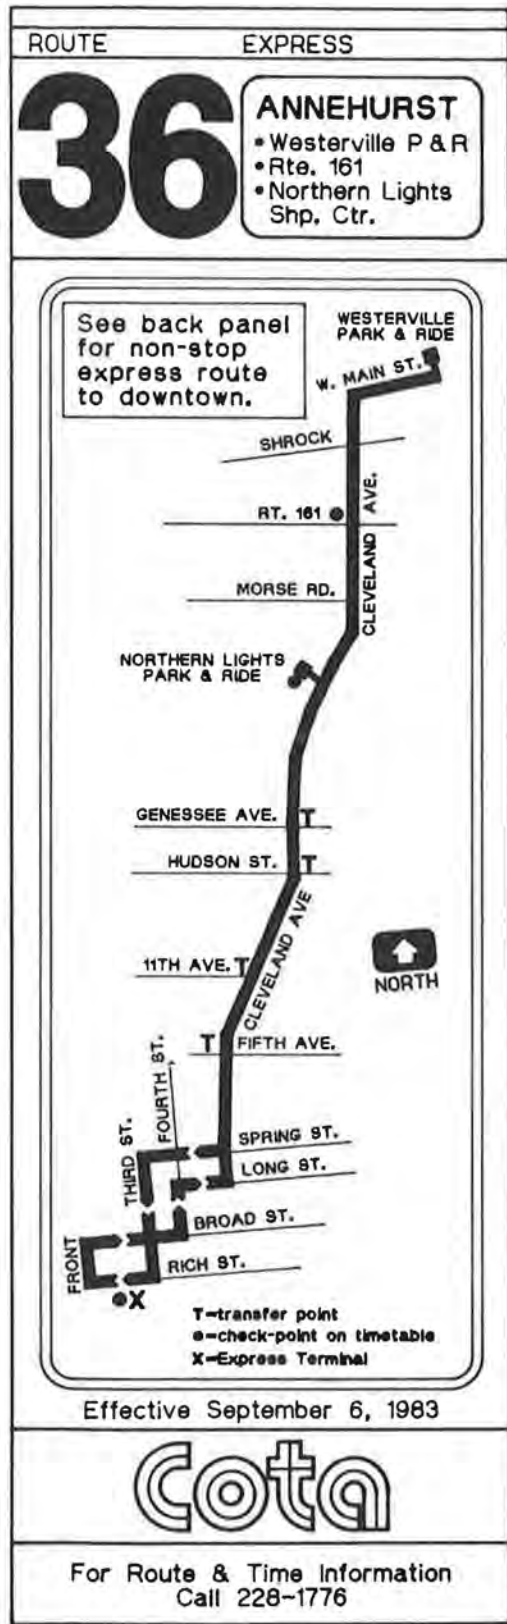 ROUTE EXPRESS
36
ANNEHURST
•Westerville P & R
•Rte. 161
•Northern Lights
Shp. Ctr.
See back panel
for non-stop
express route
to downtown.
WESTERVILLE
PARK & RIDE
W. MAIN ST.
SHROCK
RT. 161
CLEVELAND AVE.
MORSE RD.
NORTHERN LIGHTS
PARK & RIDE
GENESSEE AVE. T
HUDSON ST. T
CLEVELAND AVE
11TH AVE. T
NORTH
T FIFTH AVE.
FOURTH ST.
THIRD ST.
SPRING ST.
LONG ST.
BROAD ST.
FRONT
RICH ST.
X
T=transfer point
●=check-point on timetable
X=Express Terminal
Effective September 6, 1983
COTA
For Route & Time Information
Call 228-1776